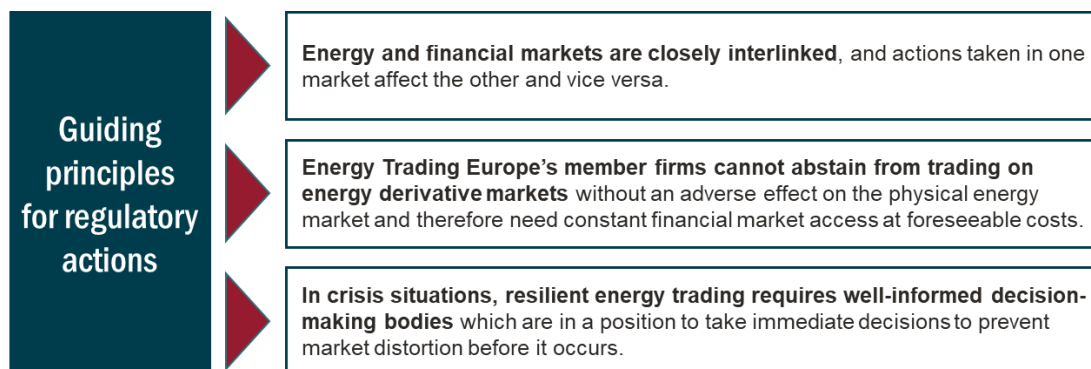 Guiding
principles
for regulatory
actions
Energy and financial markets are closely interlinked, and actions taken in one
market affect the other and vice versa.
Energy Trading Europe's member firms cannot abstain from trading on
energy derivative markets without an adverse effect on the physical energy
market and therefore need constant financial market access at foreseeable costs.
In crisis situations, resilient energy trading requires well-informed decision-
making bodies which are in a position to take immediate decisions to prevent
market distortion before it occurs.